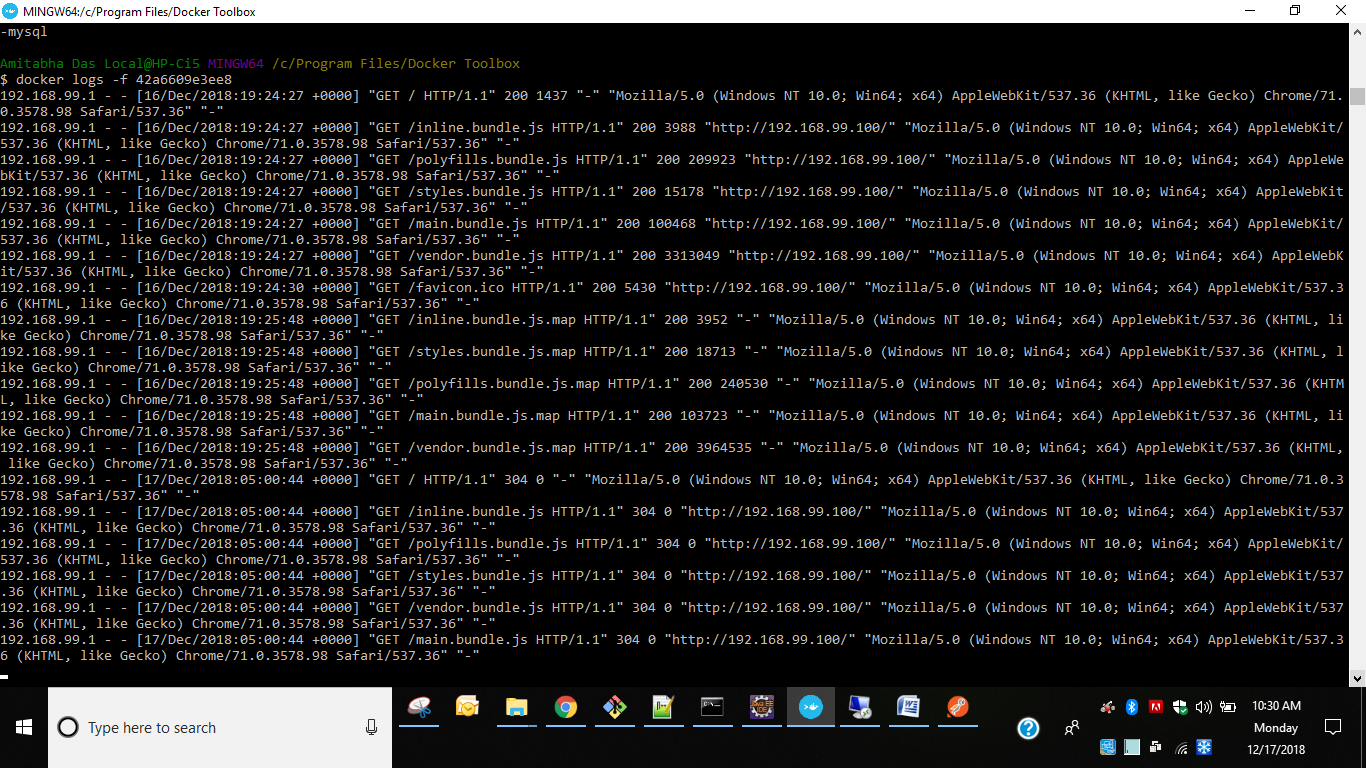 MINGW64:/c/Program Files/Docker Toolbox
-mysql
Amitabha Das Local@HP-Ci5 MINGW64 /c/Program Files/Docker Toolbox
$ docker logs -f 42a6609e3ee8
192.168.99.1 - - [16/Dec/2018:19:24:27 +0000] "GET / HTTP/1.1" 200 1437 "-" "Mozilla/5.0 (Windows NT 10.0; Win64; x64) AppleWebKit/537.36 (KHTML, like Gecko) Chrome/71.
0.3578.98 Safari/537.36" "-"
192.168.99.1 - - [16/Dec/2018:19:24:27 +0000] "GET /inline.bundle.js HTTP/1.1" 200 3988 "http://192.168.99.100/" "Mozilla/5.0 (Windows NT 10.0; Win64; x64) AppleWebKit/
537.36 (KHTML, like Gecko) Chrome/71.0.3578.98 Safari/537.36" "-"
192.168.99.1 - - [16/Dec/2018:19:24:27 +0000] "GET /polyfills.bundle.js HTTP/1.1" 200 209923 "http://192.168.99.100/" "Mozilla/5.0 (Windows NT 10.0; Win64; x64) AppleWe
bKit/537.36 (KHTML, like Gecko) Chrome/71.0.3578.98 Safari/537.36" "-"
192.168.99.1 - - [16/Dec/2018:19:24:27 +0000] "GET /styles.bundle.js HTTP/1.1" 200 15178 "http://192.168.99.100/" "Mozilla/5.0 (Windows NT 10.0; Win64; x64) AppleWebKit
/537.36 (KHTML, like Gecko) Chrome/71.0.3578.98 Safari/537.36" "-"
192.168.99.1 - - [16/Dec/2018:19:24:27 +0000] "GET /main.bundle.js HTTP/1.1" 200 100468 "http://192.168.99.100/" "Mozilla/5.0 (Windows NT 10.0; Win64; x64) AppleWebKit/
537.36 (KHTML, like Gecko) Chrome/71.0.3578.98 Safari/537.36" "-"
192.168.99.1 - - [16/Dec/2018:19:24:27 +0000] "GET /vendor.bundle.js HTTP/1.1" 200 3313049 "http://192.168.99.100/" "Mozilla/5.0 (Windows NT 10.0; Win64; x64) AppleWebK
it/537.36 (KHTML, like Gecko) Chrome/71.0.3578.98 Safari/537.36" "-"
192.168.99.1 - - [16/Dec/2018:19:24:30 +0000] "GET /favicon.ico HTTP/1.1" 200 5430 "http://192.168.99.100/" "Mozilla/5.0 (Windows NT 10.0; Win64; x64) AppleWebKit/537.3
6 (KHTML, like Gecko) Chrome/71.0.3578.98 Safari/537.36" "-"
192.168.99.1 - - [16/Dec/2018:19:25:48 +0000] "GET /inline.bundle.js.map HTTP/1.1" 200 3952 "-" "Mozilla/5.0 (Windows NT 10.0; Win64; x64) AppleWebKit/537.36 (KHTML, li
ke Gecko) Chrome/71.0.3578.98 Safari/537.36" "-"
192.168.99.1 - - [16/Dec/2018:19:25:48 +0000] "GET /styles.bundle.js.map HTTP/1.1" 200 18713 "-" "Mozilla/5.0 (Windows NT 10.0; Win64; x64) AppleWebKit/537.36 (KHTML, l
ike Gecko) Chrome/71.0.3578.98 Safari/537.36" "-"
192.168.99.1 - - [16/Dec/2018:19:25:48 +0000] "GET /polyfills.bundle.js.map HTTP/1.1" 200 240530 "-" "Mozilla/5.0 (Windows NT 10.0; Win64; x64) AppleWebKit/537.36 (KHTM
L, like Gecko) Chrome/71.0.3578.98 Safari/537.36" "-"
192.168.99.1 - - [16/Dec/2018:19:25:48 +0000] "GET /main.bundle.js.map HTTP/1.1" 200 103723 "-" "Mozilla/5.0 (Windows NT 10.0; Win64; x64) AppleWebKit/537.36 (KHTML, li
ke Gecko) Chrome/71.0.3578.98 Safari/537.36" "-"
192.168.99.1 - - [16/Dec/2018:19:25:48 +0000] "GET /vendor.bundle.js.map HTTP/1.1" 200 3964535 "-" "Mozilla/5.0 (Windows NT 10.0; Win64; x64) AppleWebKit/537.36 (KHTML,
 like Gecko) Chrome/71.0.3578.98 Safari/537.36" "-"
192.168.99.1 - - [17/Dec/2018:05:00:44 +0000] "GET / HTTP/1.1" 304 0 "-" "Mozilla/5.0 (Windows NT 10.0; Win64; x64) AppleWebKit/537.36 (KHTML, like Gecko) Chrome/71.0.3
578.98 Safari/537.36" "-"
192.168.99.1 - - [17/Dec/2018:05:00:44 +0000] "GET /inline.bundle.js HTTP/1.1" 304 0 "http://192.168.99.100/" "Mozilla/5.0 (Windows NT 10.0; Win64; x64) AppleWebKit/537
.36 (KHTML, like Gecko) Chrome/71.0.3578.98 Safari/537.36" "-"
192.168.99.1 - - [17/Dec/2018:05:00:44 +0000] "GET /polyfills.bundle.js HTTP/1.1" 304 0 "http://192.168.99.100/" "Mozilla/5.0 (Windows NT 10.0; Win64; x64) AppleWebKit/
537.36 (KHTML, like Gecko) Chrome/71.0.3578.98 Safari/537.36" "-"
192.168.99.1 - - [17/Dec/2018:05:00:44 +0000] "GET /styles.bundle.js HTTP/1.1" 304 0 "http://192.168.99.100/" "Mozilla/5.0 (Windows NT 10.0; Win64; x64) AppleWebKit/537
.36 (KHTML, like Gecko) Chrome/71.0.3578.98 Safari/537.36" "-"
192.168.99.1 - - [17/Dec/2018:05:00:44 +0000] "GET /vendor.bundle.js HTTP/1.1" 304 0 "http://192.168.99.100/" "Mozilla/5.0 (Windows NT 10.0; Win64; x64) AppleWebKit/537
.36 (KHTML, like Gecko) Chrome/71.0.3578.98 Safari/537.36" "-"
192.168.99.1 - - [17/Dec/2018:05:00:44 +0000] "GET /main.bundle.js HTTP/1.1" 304 0 "http://192.168.99.100/" "Mozilla/5.0 (Windows NT 10.0; Win64; x64) AppleWebKit/537.3
6 (KHTML, like Gecko) Chrome/71.0.3578.98 Safari/537.36" "-"
Type here to search
10:30 AM
Monday
12/17/2018